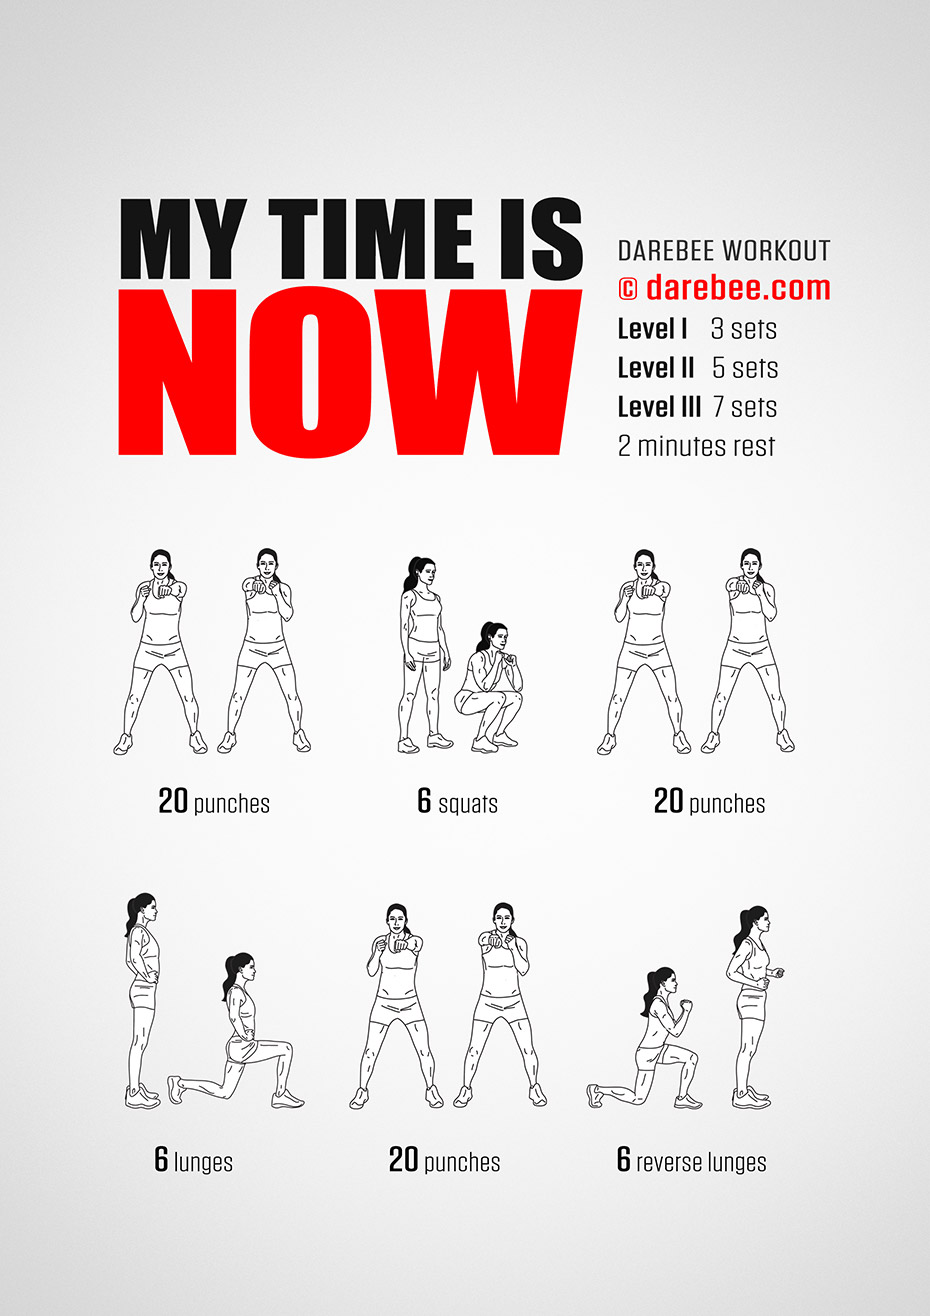 MY TIME IS
NOW
DAREBEE WORKOUT
© darebee.com
Level I 3 sets
Level II 5 sets
Level III 7 sets
2 minutes rest
20 punches
6 squats
20 punches
6 lunges
20 punches
6 reverse lunges